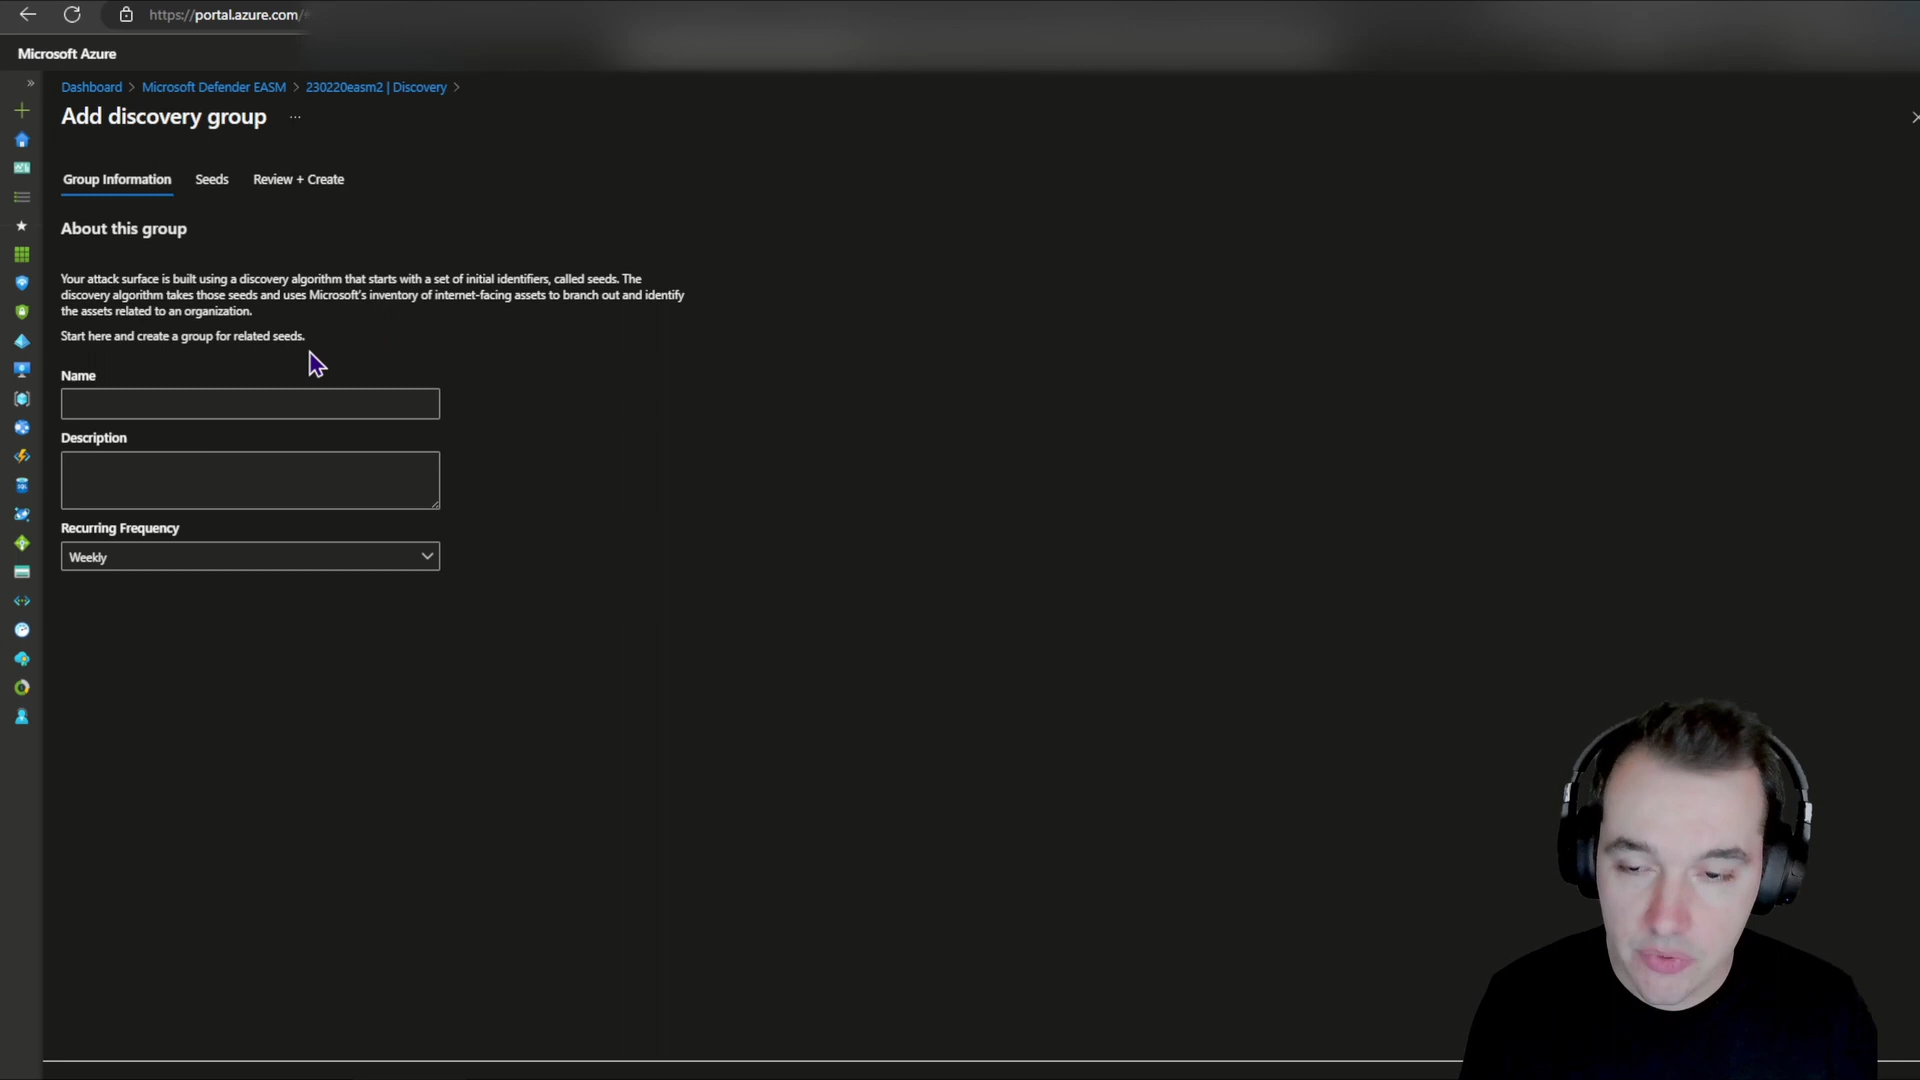 https://portal.azure.com/
Microsoft Azure
Dashboard > Microsoft Defender EASM > 230220easm2 | Discovery >
Add discovery group ...
Group Information Seeds Review + Create
About this group
Your attack surface is built using a discovery algorithm that starts with a set of initial identifiers, called seeds. The
discovery algorithm takes those seeds and uses Microsoft's inventory of internet-facing assets to branch out and identify
the assets related to an organization.
Start here and create a group for related seeds.
Name
Description
Recurring Frequency
Weekly